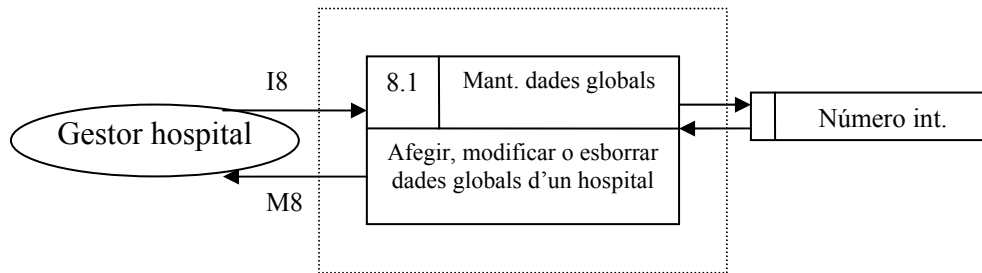 I8
8.1
Mant. dades globals
Gestor hospital
Número int.
Afegir, modificar o esborrar
dades globals d’un hospital
M8